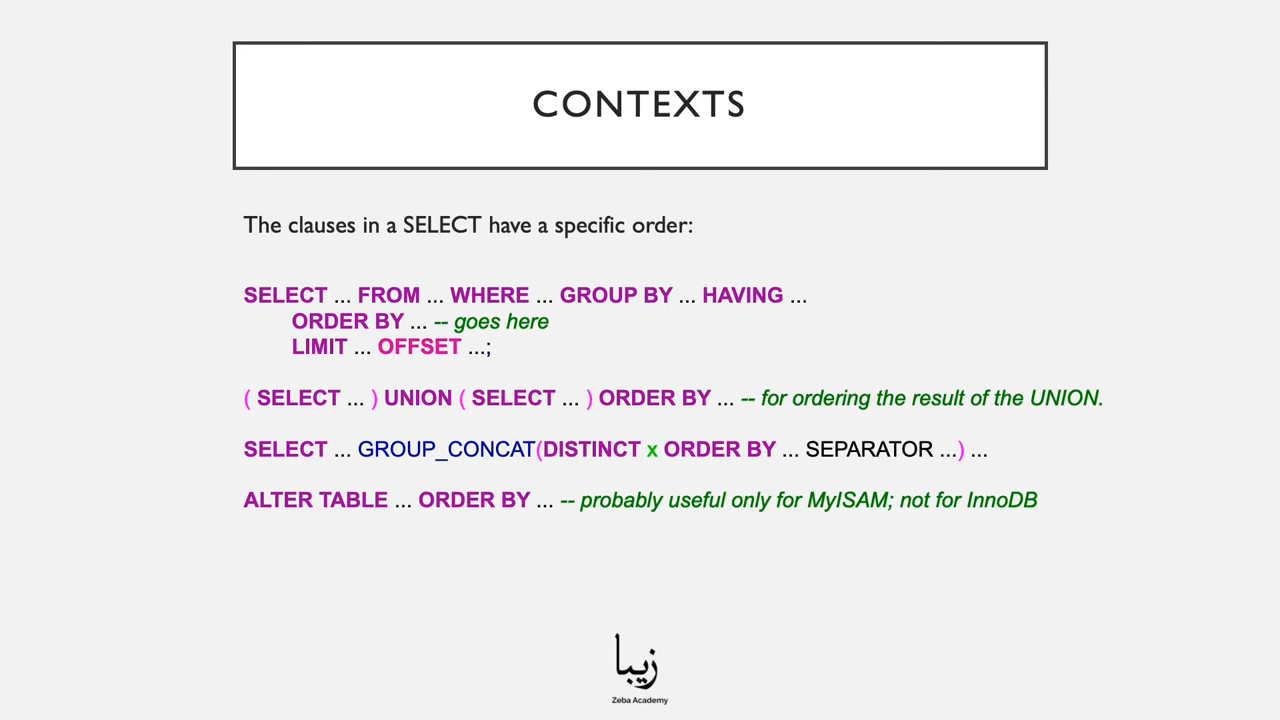 CONTEXTS
The clauses in a SELECT have a specific order:
SELECT ... FROM ... WHERE ... GROUP BY ... HAVING ...
ORDER BY ... -- goes here
LIMIT ... OFFSET ...;
( SELECT ... ) UNION ( SELECT ... ) ORDER BY ... -- for ordering the result of the UNION.
SELECT ... GROUP_CONCAT(DISTINCT x ORDER BY ... SEPARATOR ...) ...
ALTER TABLE ... ORDER BY ... -- probably useful only for MyISAM; not for InnoDB
زيبا
Zeba Academy